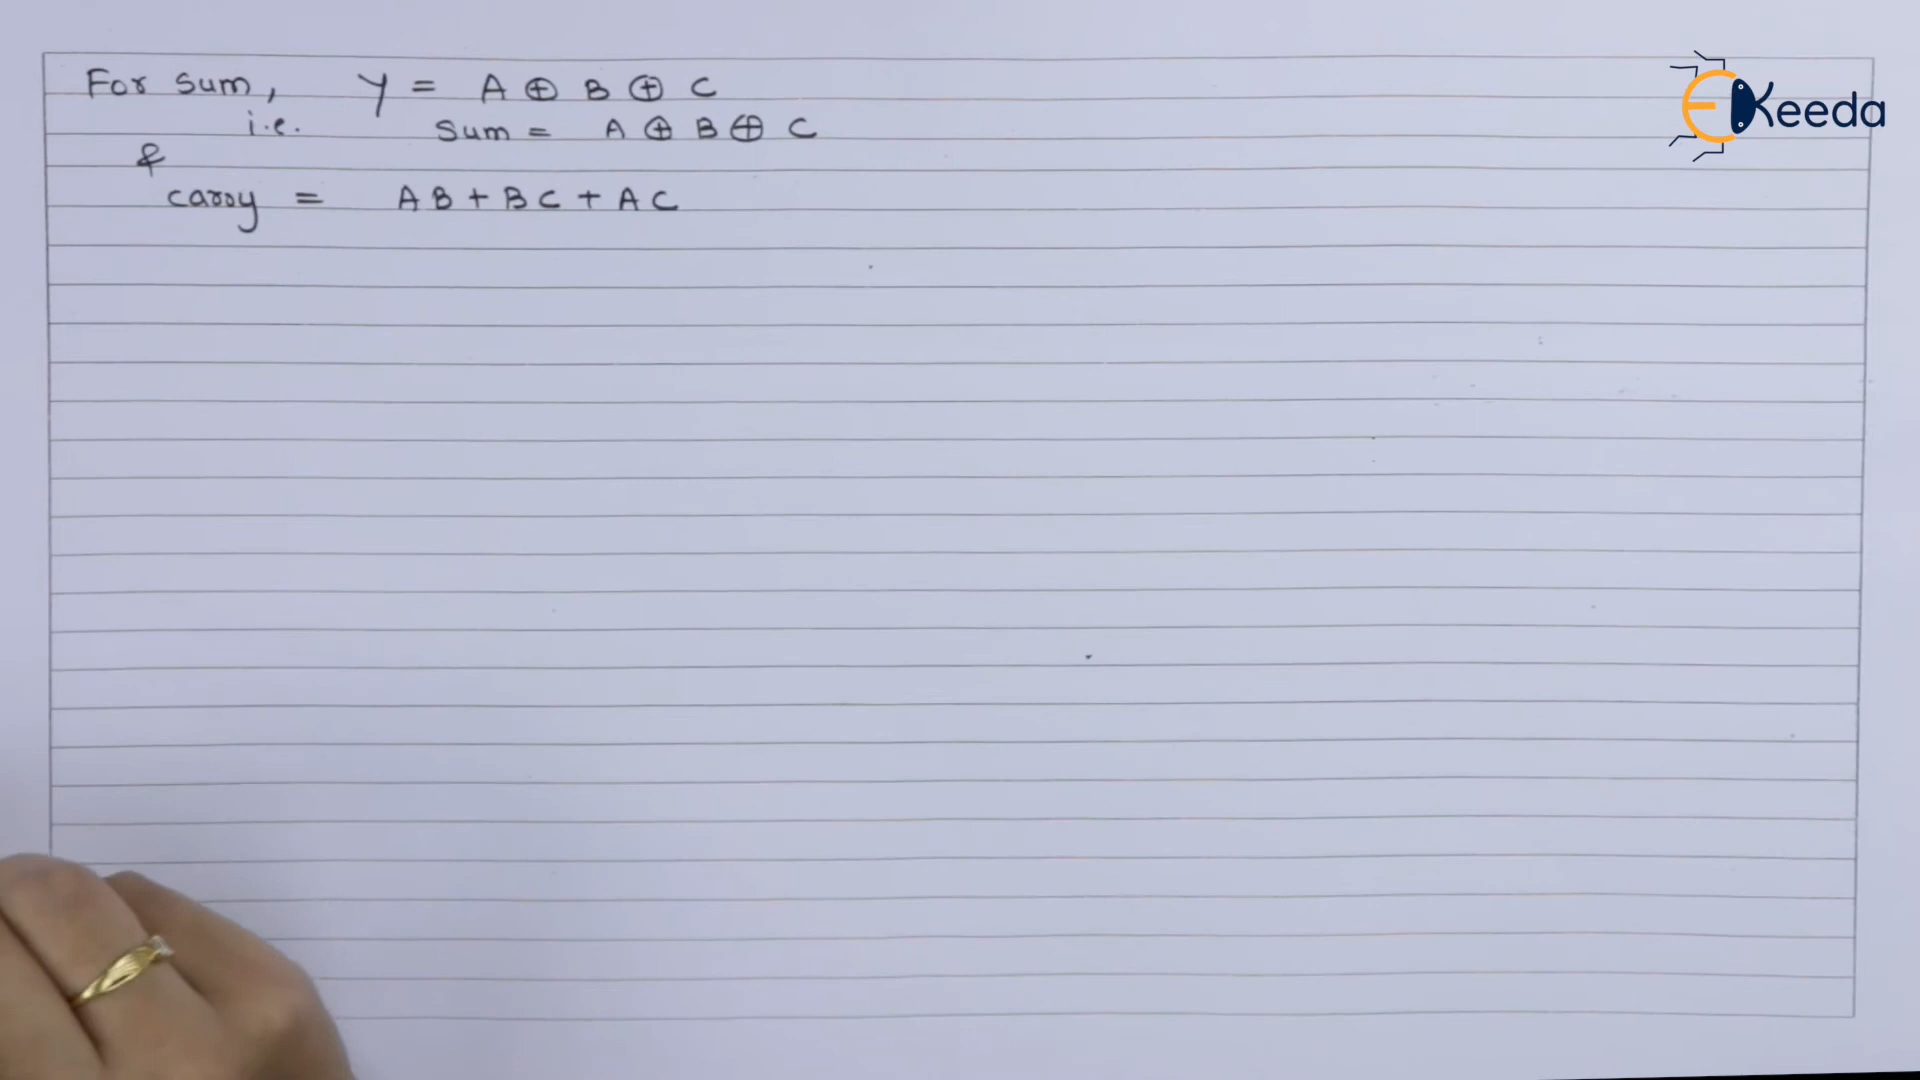 For sum, Y = A ⊕ B ⊕ C
i.e. sum = A ⊕ B ⊕ C
&
carry = AB + BC + AC
EKeeda